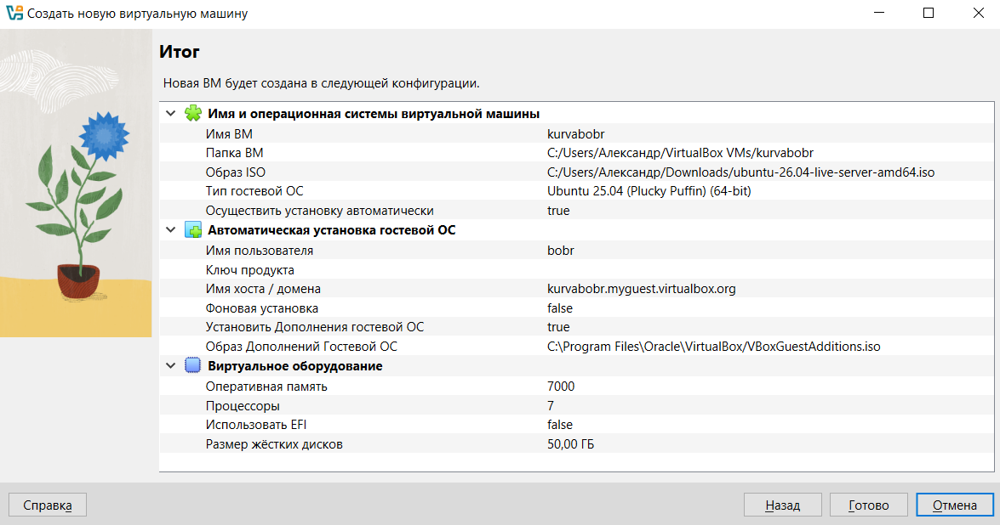 Создать новую виртуальную машину
Итог
Новая ВМ будет создана в следующей конфигурации.
Имя и операционная системы виртуальной машины
Имя ВМ kurvabobr
Папка ВМ C:/Users/Александр/VirtualBox VMs/kurvabobr
Образ ISO C:/Users/Александр/Downloads/ubuntu-26.04-live-server-amd64.iso
Тип гостевой ОС Ubuntu 25.04 (Plucky Puffin) (64-bit)
Осуществить установку автоматически true
Автоматическая установка гостевой ОС
Имя пользователя bobr
Ключ продукта
Имя хоста / домена kurvabobr.myguest.virtualbox.org
Фоновая установка false
Установить Дополнения гостевой ОС true
Образ Дополнений Гостевой ОС C:\Program Files\Oracle\VirtualBox/VBoxGuestAdditions.iso
Виртуальное оборудование
Оперативная память 7000
Процессоры 7
Использовать EFI false
Размер жёстких дисков 50,00 ГБ
Справка Назад Готово Отмена